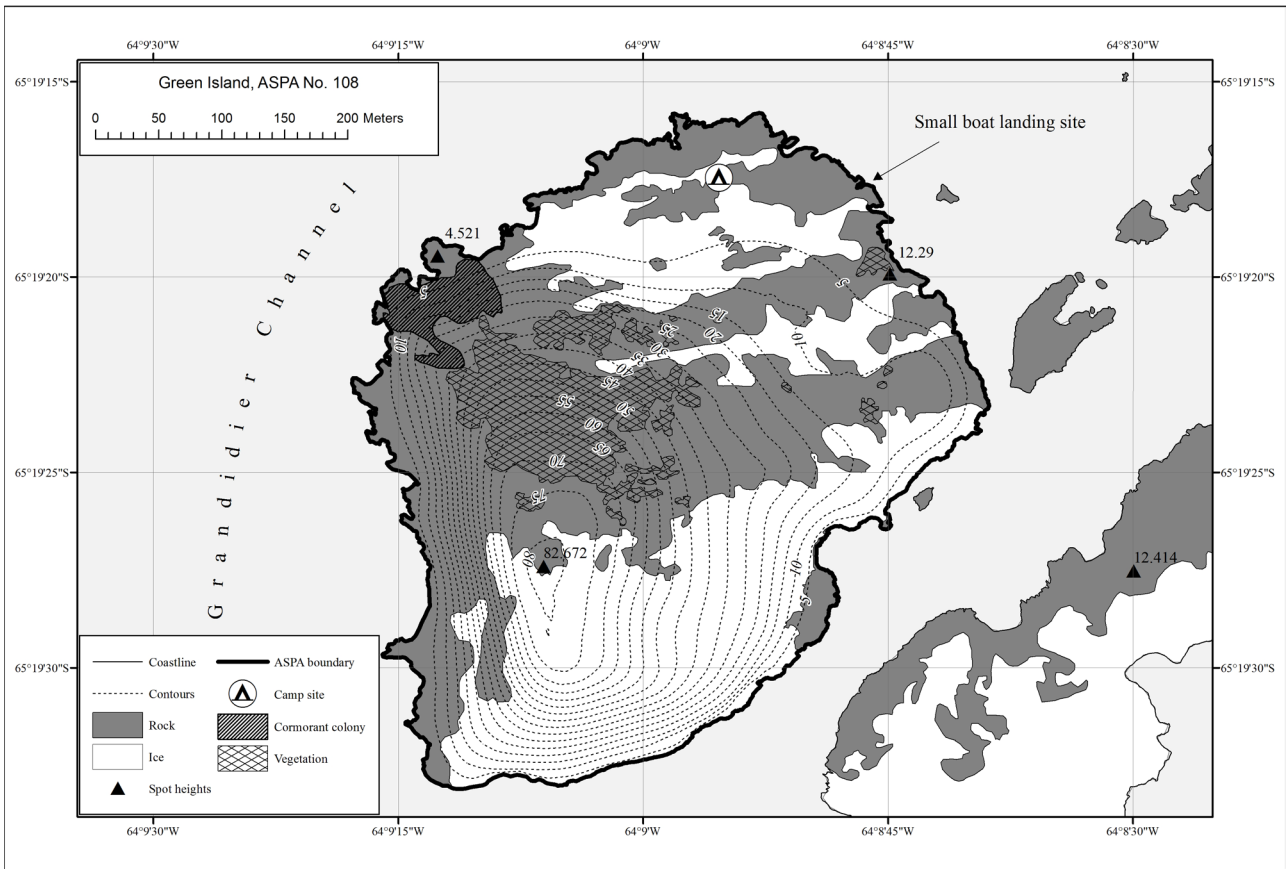 64°9'30"W 64°9'15"W 64°9'W 64°8'45"W 64°8'30"W
65°19'15"S 65°19'15"S
Green Island, ASPA No. 108
0 50 100 150 200 Meters
Small boat landing site
Grandidier Channel
4.521
12.29
65°19'20"S 65°19'20"S
5
5
10
15
20
25
30
35
40
45
50
55
60
65
70
75
80
10
65°19'25"S 65°19'25"S
82.672
12.414
10
5
65°19'30"S 65°19'30"S
Coastline ASPA boundary
Contours Camp site
Rock Cormorant colony
Ice Vegetation
Spot heights
64°9'30"W 64°9'15"W 64°9'W 64°8'45"W 64°8'30"W